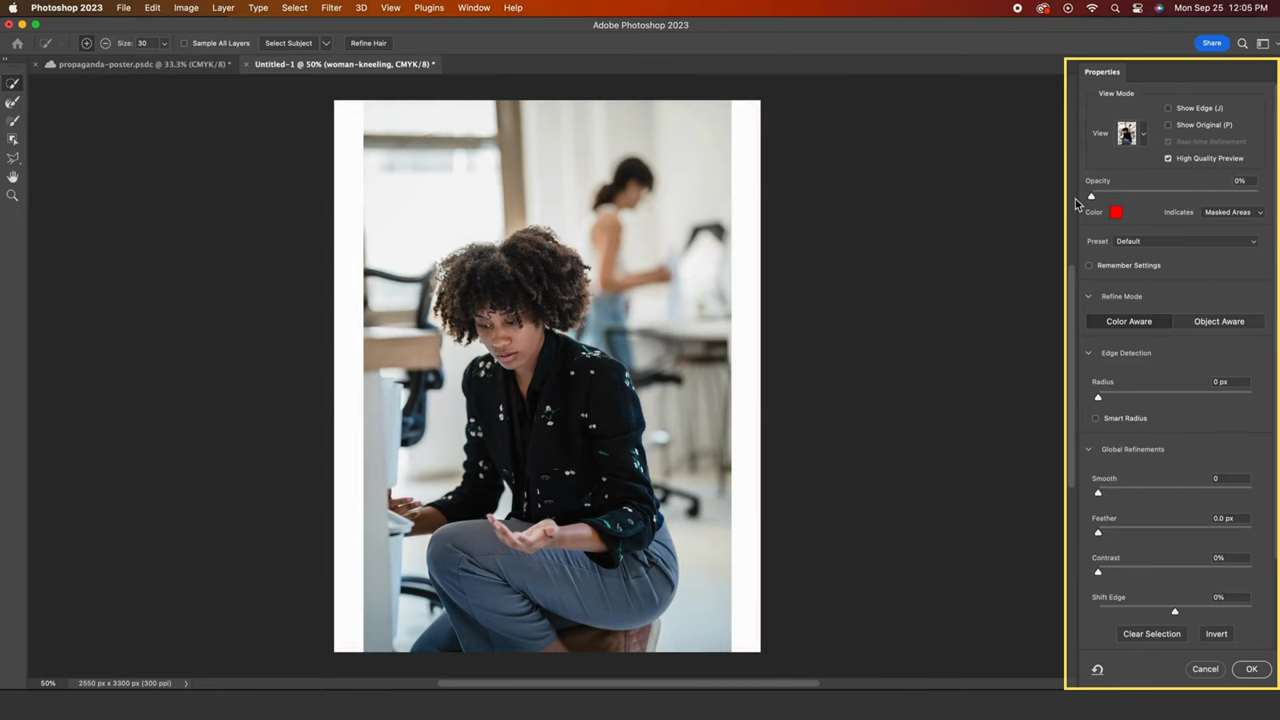 Photoshop 2023 File Edit Image Layer Type Select Filter 3D View Plugins Window Help Mon Sep 25 12:05 PM
Adobe Photoshop 2023
Size: 30 Sample All Layers Select Subject Refine Hair Share
× propaganda-poster.psdc @ 33.3% (CMYK/8) * × Untitled-1 @ 50% (woman-kneeling, CMYK/8) *
Properties
View Mode
Show Edge (J)
Show Original (P)
View
Real-time Refinement
High Quality Preview
Opacity 0%
Color Indicates Masked Areas
Preset Default
Remember Settings
Refine Mode
Color Aware Object Aware
Edge Detection
Radius 0 px
Smart Radius
Global Refinements
Smooth 0
Feather 0.0 px
Contrast 0%
Shift Edge 0%
Clear Selection Invert
Cancel OK
50% 2550 px x 3300 px (300 ppi)